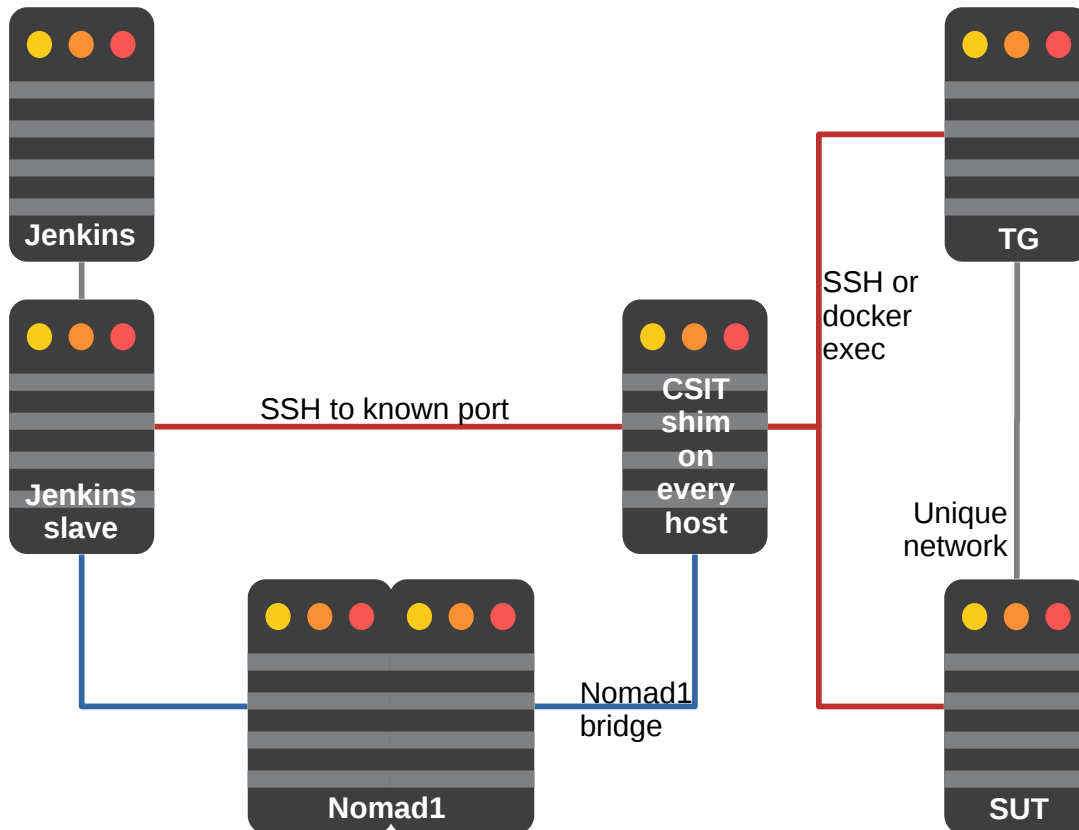 Jenkins
TG
SSH or
docker
exec
Jenkins
slave
SSH to known port
CSIT
shim
on
every
host
Unique
network
Nomad1
bridge
Nomad1
SUT